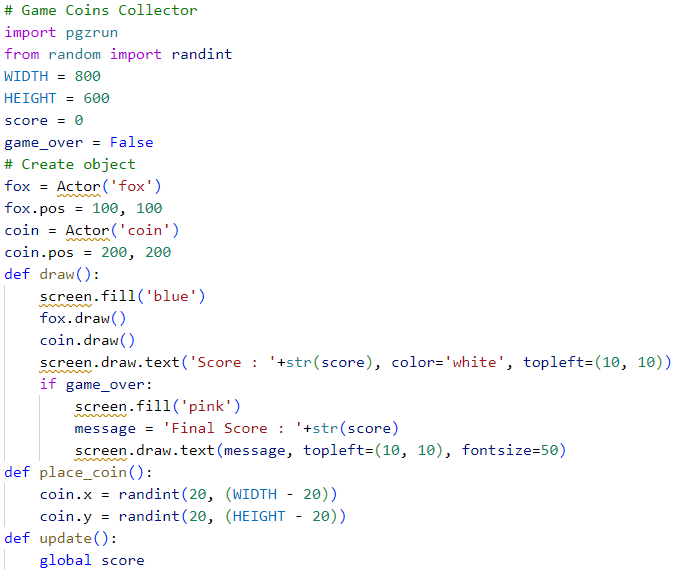 # Game Coins Collector
import pgzrun
from random import randint
WIDTH = 800
HEIGHT = 600
score = 0
game_over = False
# Create object
fox = Actor('fox')
fox.pos = 100, 100
coin = Actor('coin')
coin.pos = 200, 200
def draw():
    screen.fill('blue')
    fox.draw()
    coin.draw()
    screen.draw.text('Score : '+str(score), color='white', topleft=(10, 10))
    if game_over:
        screen.fill('pink')
        message = 'Final Score : '+str(score)
        screen.draw.text(message, topleft=(10, 10), fontsize=50)
def place_coin():
    coin.x = randint(20, (WIDTH - 20))
    coin.y = randint(20, (HEIGHT - 20))
def update():
    global score